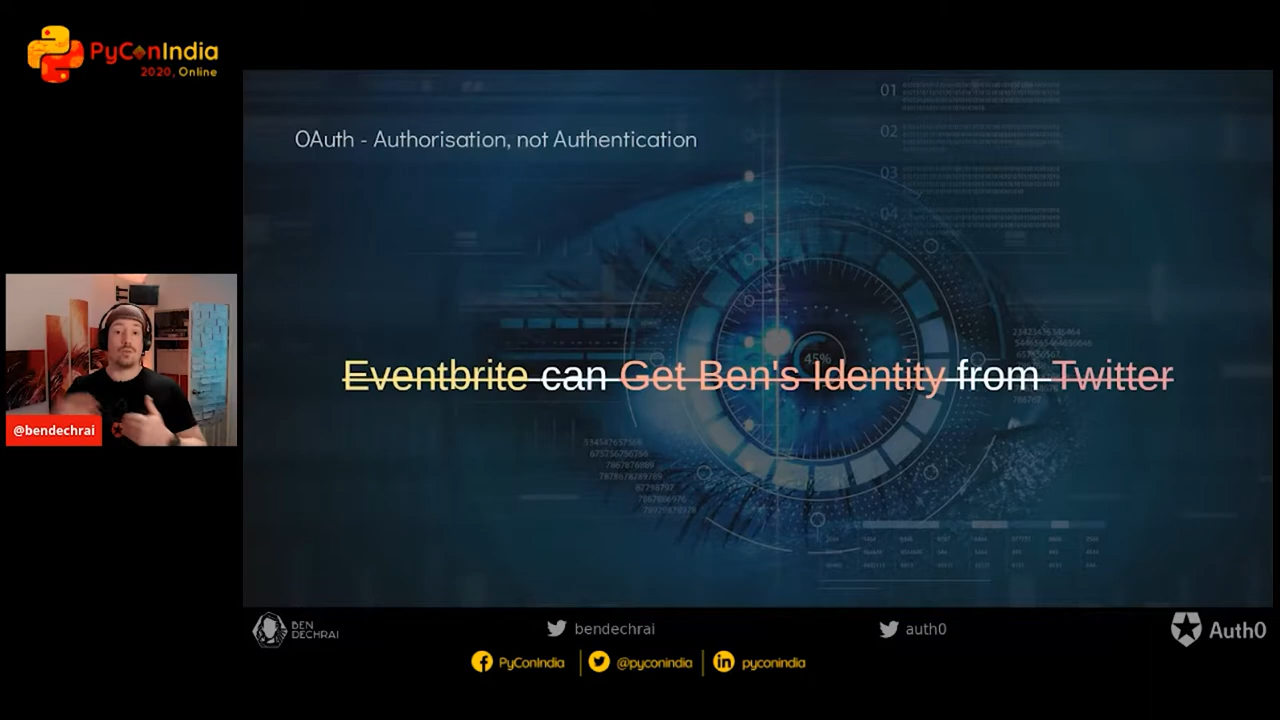 PyConIndia
2020, Online
OAuth - Authorisation, not Authentication
01
02
03
04
45%
Eventbrite can Get Ben's Identity from Twitter
@bendechrai
BEN
DECHRAI
bendechrai
auth0
Auth0
PyConIndia
@pyconindia
pyconindia